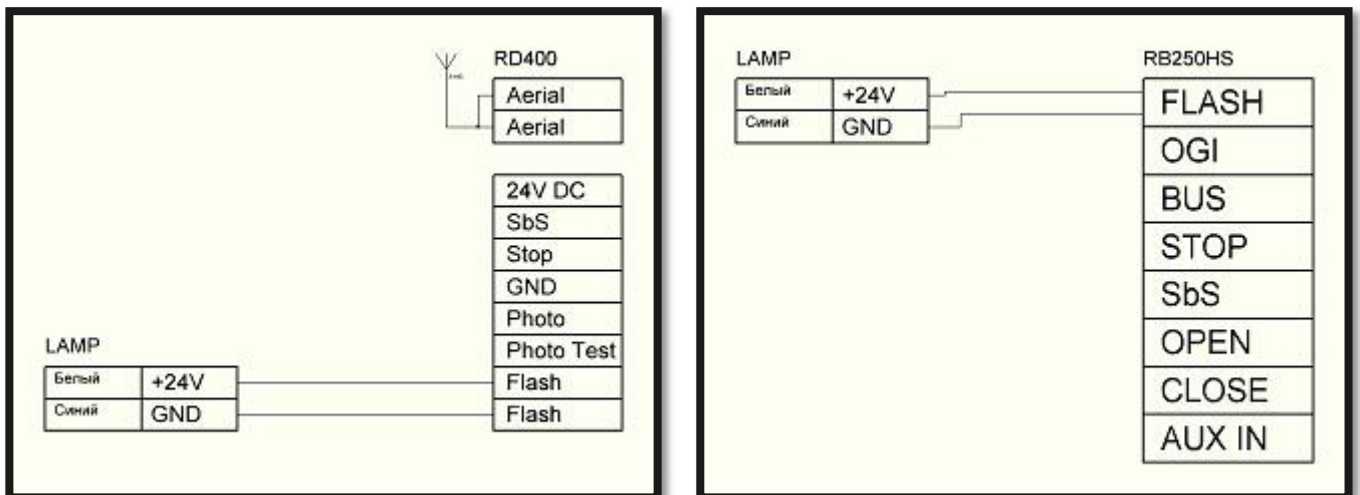 RD400
Aerial
Aerial
24V DC
SbS
Stop
GND
Photo
Photo Test
LAMP
Белый +24V Flash
Синий GND Flash
LAMP
RB250HS
Белый +24V
Синий GND
FLASH
OGI
BUS
STOP
SbS
OPEN
CLOSE
AUX IN